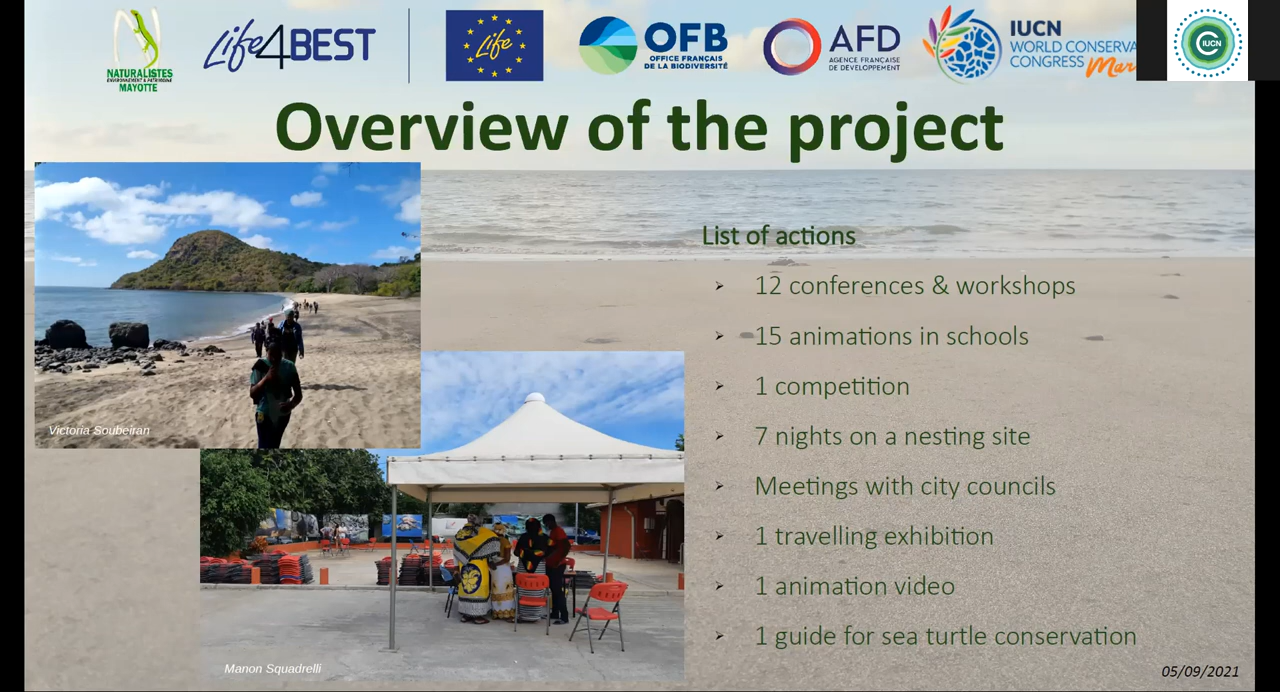 NATURALISTES
ENVIRONNEMENT & PATRIMOINE
MAYOTTE
Life4BEST
Life
OFB
OFFICE FRANÇAIS
DE LA BIODIVERSITÉ
AFD
AGENCE FRANÇAISE
DE DÉVELOPPEMENT
IUCN
WORLD CONSERVA
CONGRESS
Mar
IUCN
Overview of the project
Victoria Soubeiran
Manon Squadrelli
List of actions
12 conferences & workshops
15 animations in schools
1 competition
7 nights on a nesting site
Meetings with city councils
1 travelling exhibition
1 animation video
1 guide for sea turtle conservation
05/09/2021